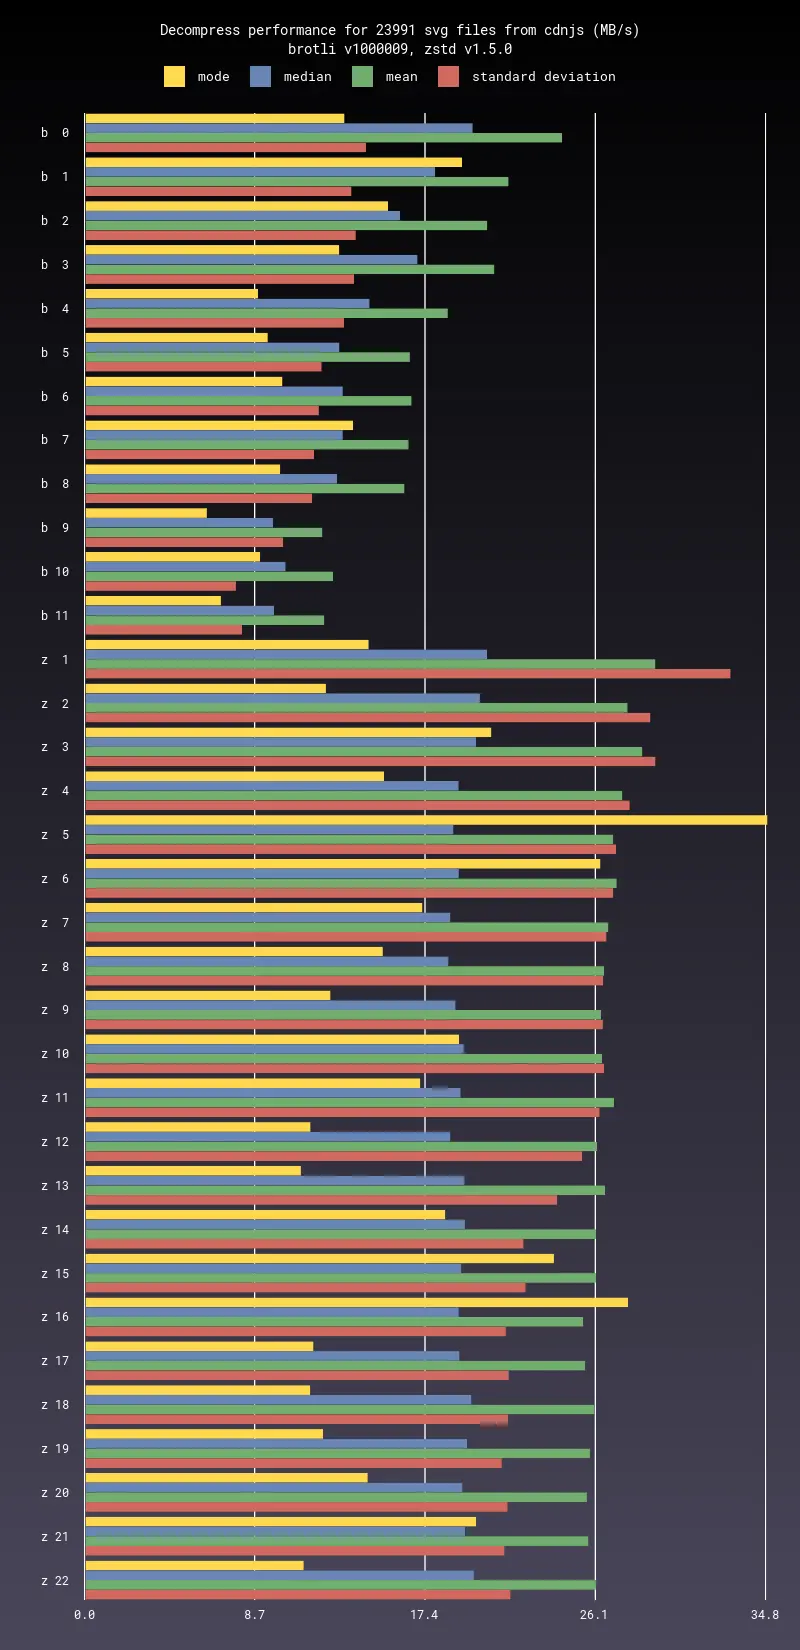 Decompress performance for 23991 svg files from cdnjs (MB/s)
brotli v1000009, zstd v1.5.0
mode median mean standard deviation
b 0
b 1
b 2
b 3
b 4
b 5
b 6
b 7
b 8
b 9
b 10
b 11
z 1
z 2
z 3
z 4
z 5
z 6
z 7
z 8
z 9
z 10
z 11
z 12
z 13
z 14
z 15
z 16
z 17
z 18
z 19
z 20
z 21
z 22
0.0 8.7 17.4 26.1 34.8